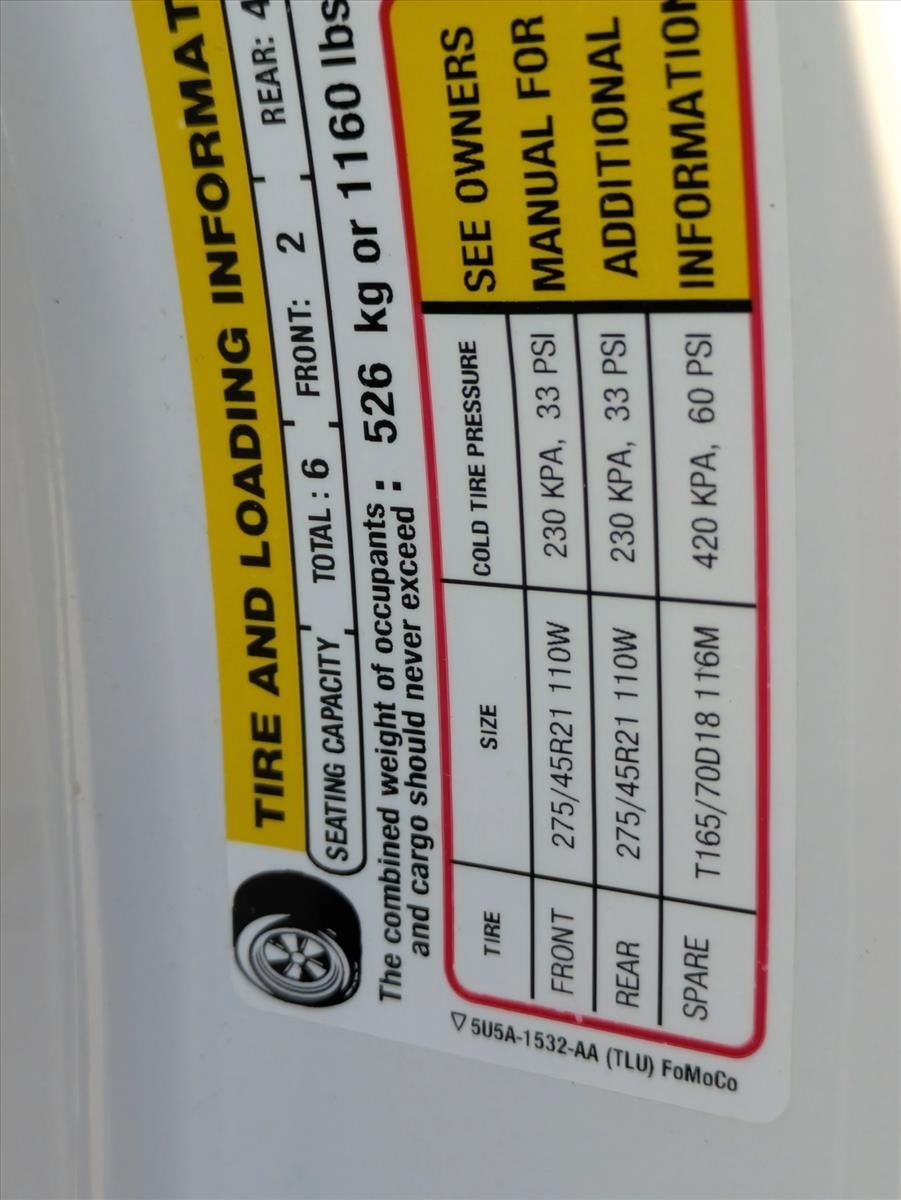 TIRE AND LOADING INFORMAT
SEATING CAPACITY TOTAL : 6 FRONT: 2 REAR: 4
The combined weight of occupants
and cargo should never exceed : 526 kg or 1160 lbs
TIRE SIZE COLD TIRE PRESSURE
FRONT 275/45R21 110W 230 KPA, 33 PSI
REAR 275/45R21 110W 230 KPA, 33 PSI
SPARE T165/70D18 116M 420 KPA, 60 PSI
SEE OWNERS
MANUAL FOR
ADDITIONAL
INFORMATION
5U5A-1532-AA (TLU) FoMoCo